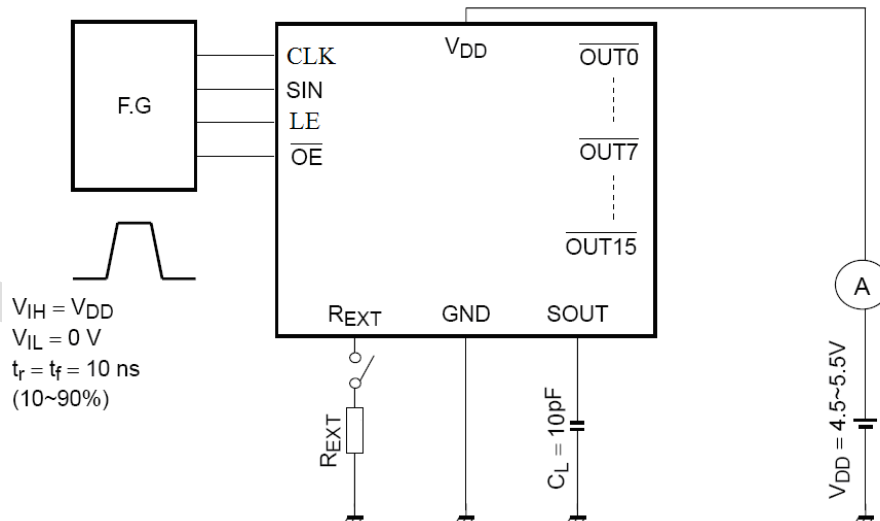 F.G
CLK
SIN
LE
OE
VDD
OUT0
OUT7
OUT15
A
VIH = VDD
VIL = 0 V
tr = tf = 10 ns
(10~90%)
REXT
GND
SOUT
REXT
CL = 10pF
VDD = 4.5~5.5V